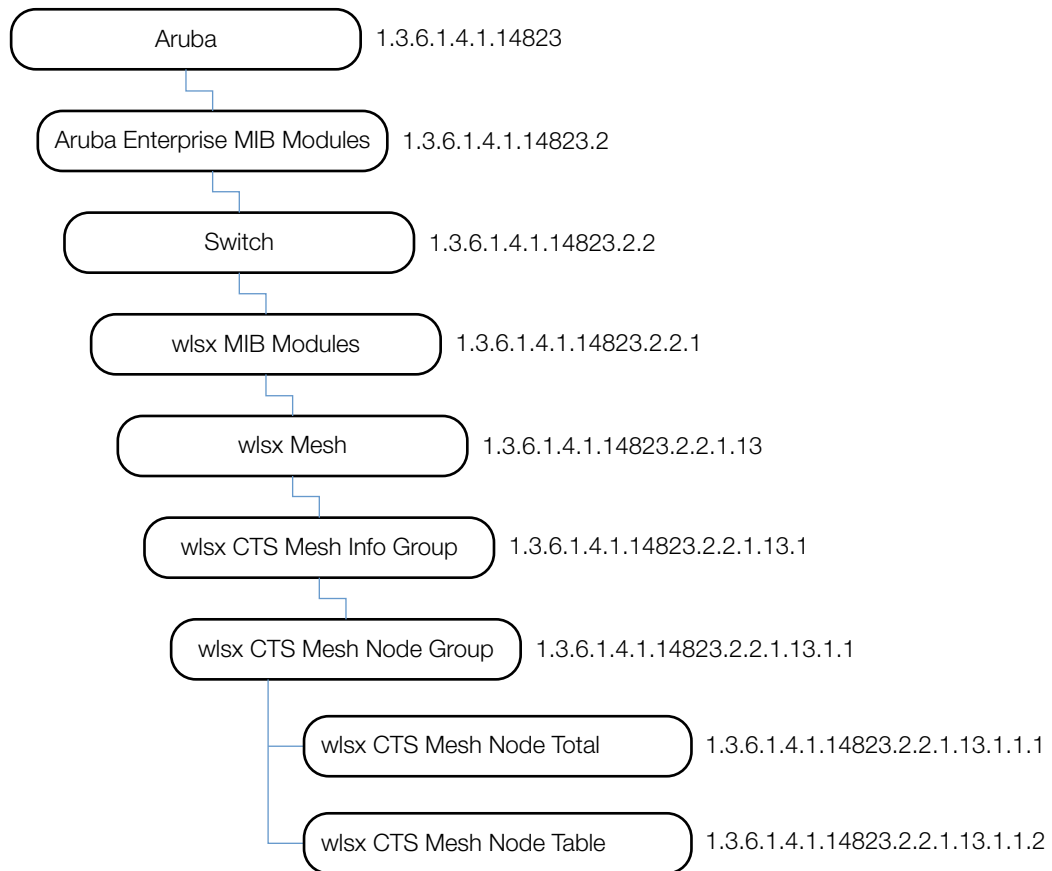 Aruba 1.3.6.1.4.1.14823
Aruba Enterprise MIB Modules 1.3.6.1.4.1.14823.2
Switch 1.3.6.1.4.1.14823.2.2
wlsx MIB Modules 1.3.6.1.4.1.14823.2.2.1
wlsx Mesh 1.3.6.1.4.1.14823.2.2.1.13
wlsx CTS Mesh Info Group 1.3.6.1.4.1.14823.2.2.1.13.1
wlsx CTS Mesh Node Group 1.3.6.1.4.1.14823.2.2.1.13.1.1
wlsx CTS Mesh Node Total 1.3.6.1.4.1.14823.2.2.1.13.1.1.1
wlsx CTS Mesh Node Table 1.3.6.1.4.1.14823.2.2.1.13.1.1.2